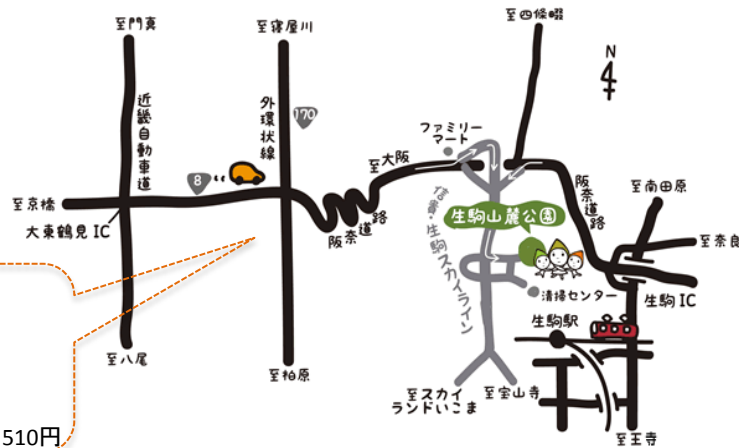 至門真
至寝屋川
至四條畷
N
近畿自動車道
外環状線
170
ファミリー
マート
至大阪
8
阪奈道路
至南田原
至京橋
大東鶴見IC
阪奈道路
生駒山麓公園
至奈良
信貴・生駒スカイライン
清掃センター
生駒IC
生駒駅
至八尾
至柏原
至スカイ
ランドいこま
至宝山寺
至王寺
510円